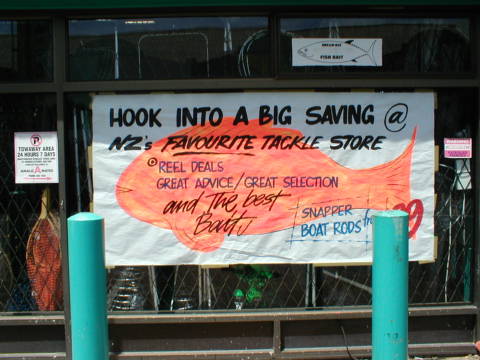 HOOK INTO A BIG SAVING @
NZ's FAVOURITE TACKLE STORE
REEL DEALS
GREAT ADVICE/GREAT SELECTION
and The best
Bait,
SNAPPER
BOAT RODS
FISH BAIT
TOWAWAY AREA
24 HOURS 7 DAYS